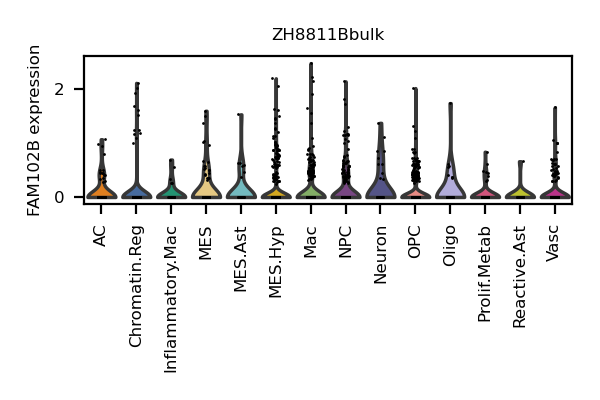 ZH8811Bbulk
FAM102B expression
2
0
AC
Chromatin.Reg
Inflammatory.Mac
MES
MES.Ast
MES.Hyp
Mac
NPC
Neuron
OPC
Oligo
Prolif.Metab
Reactive.Ast
Vasc